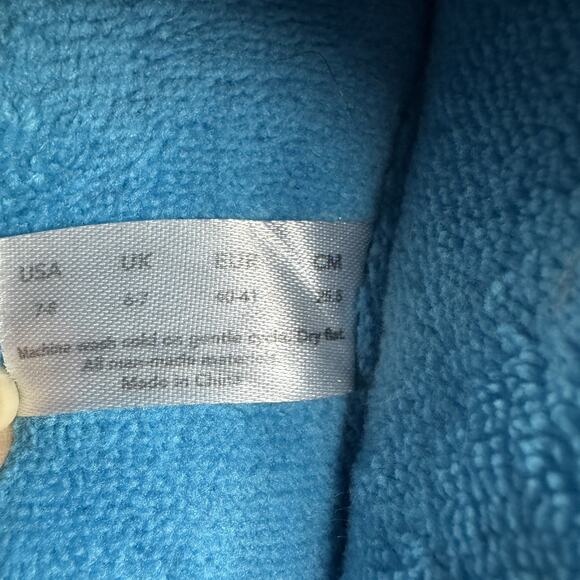 USA UK EUR CM
7-8 6-7 40-41 25.5
Machine wash cold on gentle cycle. Dry flat.
All man-made material
Made in China